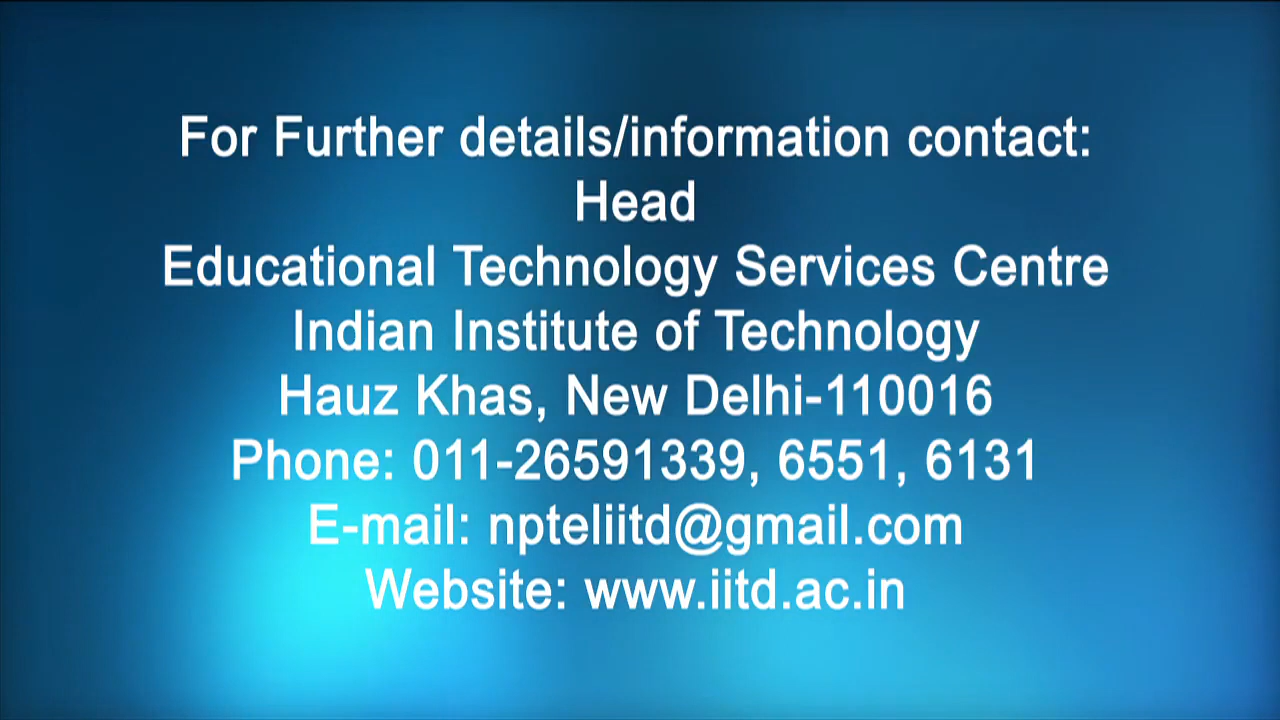 For Further details/information contact:
Head
Educational Technology Services Centre
Indian Institute of Technology
Hauz Khas, New Delhi-110016
Phone: 011-26591339, 6551, 6131
E-mail: npteliitd@gmail.com
Website: www.iitd.ac.in